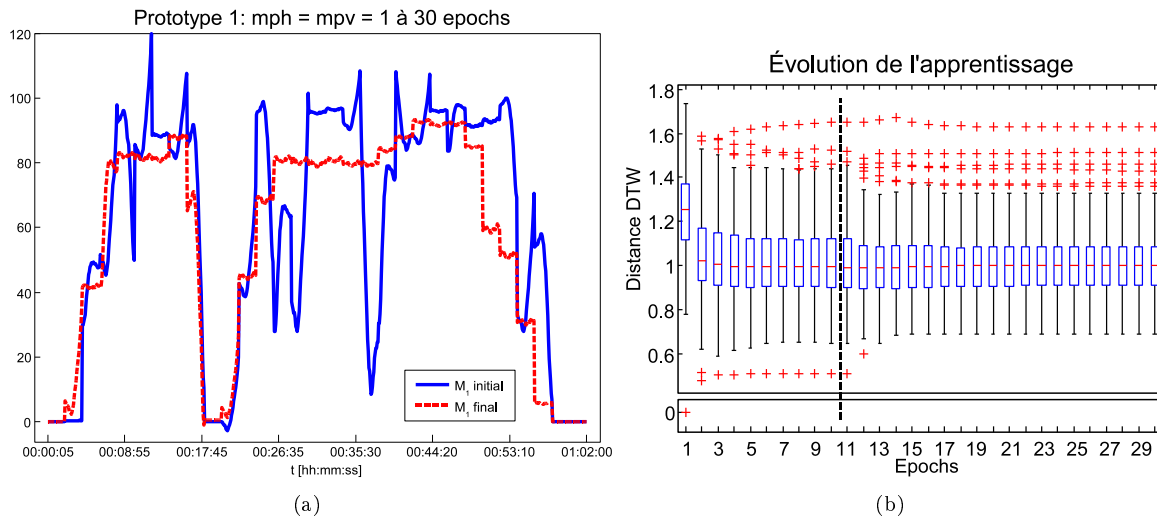 Prototype 1: mph = mpv = 1 à 30 epochs
120
100
80
60
40
20
0
00:00:05 00:08:55 00:17:45 00:26:35 00:35:30 00:44:20 00:53:10 01:02:00
t [hh:mm:ss]
M1 initial
M1 final
(a)
Évolution de l'apprentissage
Distance DTW
1.8
1.6
1.4
1.2
1
0.6
0
1 3 5 7 9 11 13 15 17 19 21 23 25 27 29
Epochs
(b)